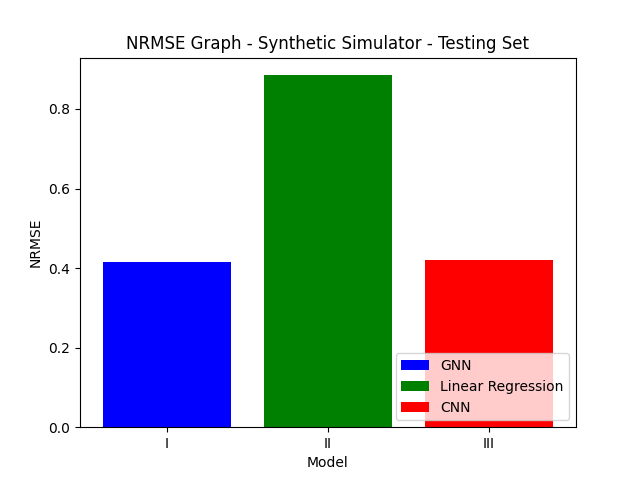 NRMSE Graph - Synthetic Simulator - Testing Set
NRMSE
0.8
0.6
0.4
0.2
0.0
GNN
Linear Regression
CNN
I
II
III
Model